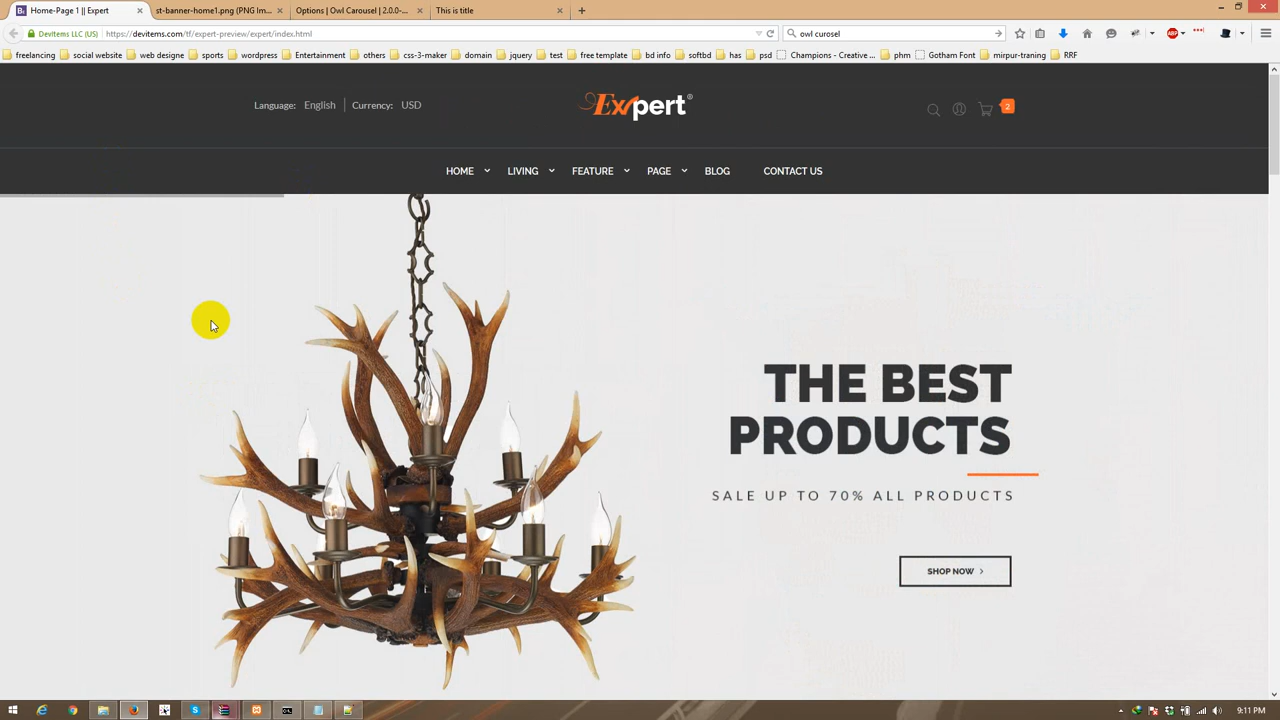 Home-Page 1 || Expert
st-banner-home1.png (PNG Im...
Options | Owl Carousel | 2.0.0-...
This is title
DevItems LLC (US)
https://devitems.com/tf/expert-preview/expert/index.html
owl curosel
freelancing
social website
web designe
sports
wordpress
Entertainment
others
css-3-maker
domain
jquery
test
free template
bd info
softbd
has
psd
Champions - Creative ...
phm
Gotham Font
mirpur-traning
RRF
Language: English
Currency: USD
Expert®
2
HOME
LIVING
FEATURE
PAGE
BLOG
CONTACT US
THE BEST
PRODUCTS
SALE UP TO 70% ALL PRODUCTS
SHOP NOW >
9:11 PM